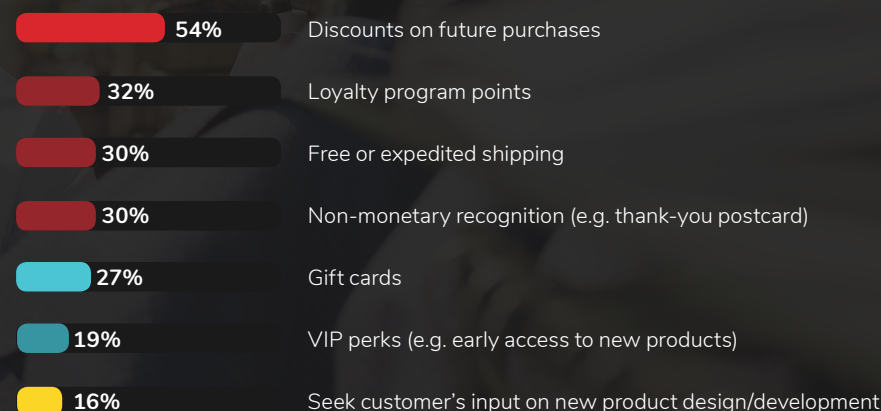 54% Discounts on future purchases
32% Loyalty program points
30% Free or expedited shipping
30% Non-monetary recognition (e.g. thank-you postcard)
27% Gift cards
19% VIP perks (e.g. early access to new products)
16% Seek customer’s input on new product design/development